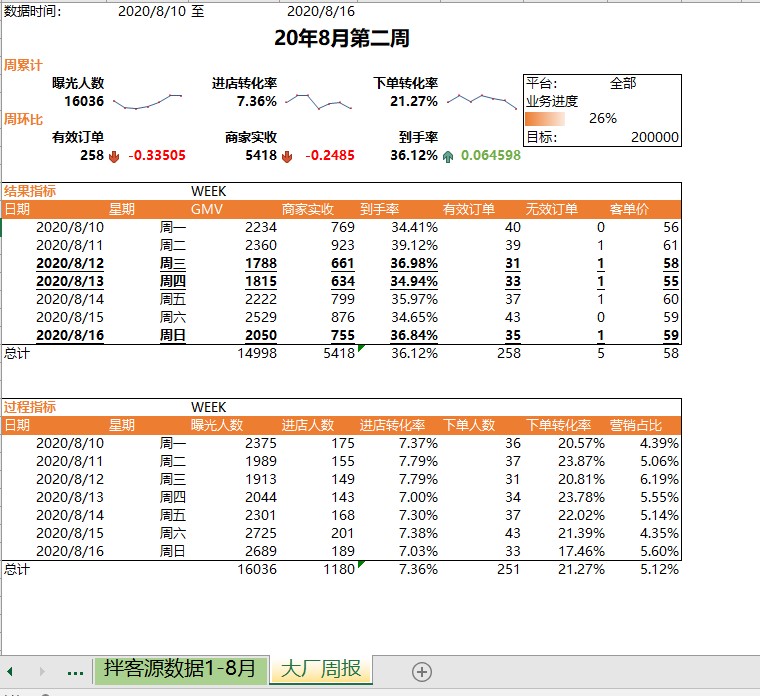 数据时间: 2020/8/10 至 2020/8/16
20年8月第二周
周累计
曝光人数 进店转化率 下单转化率
16036 7.36% 21.27%
平台: 全部
业务进度
26%
目标: 200000
周环比
有效订单 商家实收 到手率
258 -0.33505 5418 -0.2485 36.12% 0.064598
结果指标 WEEK
日期 星期 GMV 商家实收 到手率 有效订单 无效订单 客单价
2020/8/10 周一 2234 769 34.41% 40 0 56
2020/8/11 周二 2360 923 39.12% 39 1 61
2020/8/12 周三 1788 661 36.98% 31 1 58
2020/8/13 周四 1815 634 34.94% 33 1 55
2020/8/14 周五 2222 799 35.97% 37 1 60
2020/8/15 周六 2529 876 34.65% 43 0 59
2020/8/16 周日 2050 755 36.84% 35 1 59
总计 14998 5418 36.12% 258 5 58
过程指标 WEEK
日期 星期 曝光人数 进店人数 进店转化率 下单人数 下单转化率 营销占比
2020/8/10 周一 2375 175 7.37% 36 20.57% 4.39%
2020/8/11 周二 1989 155 7.79% 37 23.87% 5.06%
2020/8/12 周三 1913 149 7.79% 31 20.81% 6.19%
2020/8/13 周四 2044 143 7.00% 34 23.78% 5.55%
2020/8/14 周五 2301 168 7.30% 37 22.02% 5.14%
2020/8/15 周六 2725 201 7.38% 43 21.39% 4.35%
2020/8/16 周日 2689 189 7.03% 33 17.46% 5.60%
总计 16036 1180 7.36% 251 21.27% 5.12%
... 拌客源数据1-8月 大厂周报